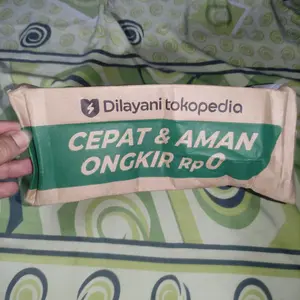 Dilayani tokopedia
CEPAT & AMAN
ONGKIR Rp0